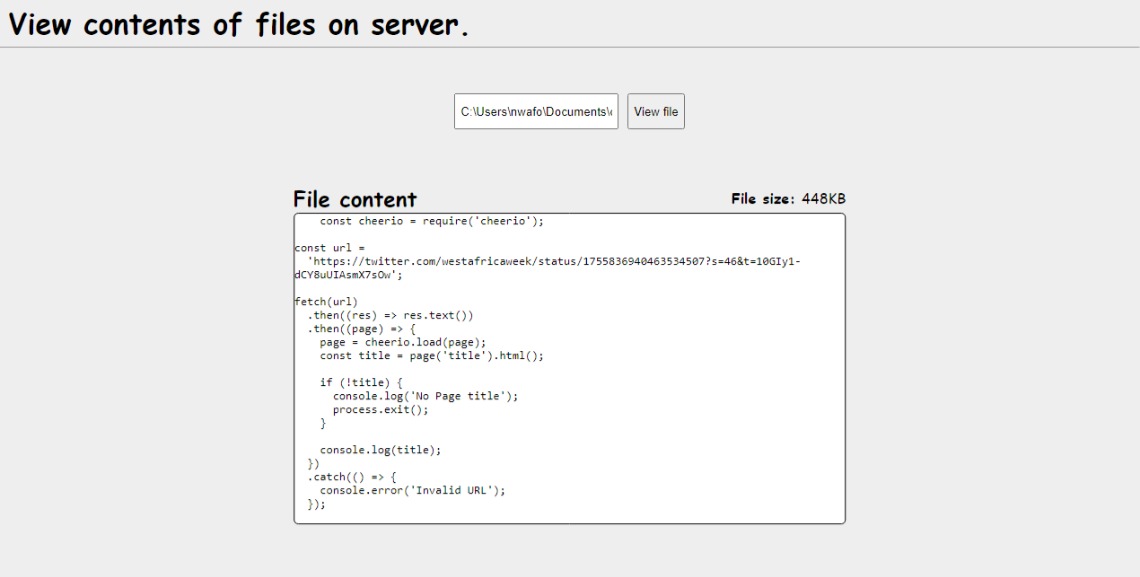 View contents of files on server.
C:\Users\nwafo\Documents\
View file
File content
File size: 448KB
const cheerio = require('cheerio');
const url =
'https://twitter.com/westafricaweek/status/1755836940463534507?s=46&t=10GIy1-
dCY8uUIAsmX7sOw';
fetch(url)
.then((res) => res.text())
.then((page) => {
page = cheerio.load(page);
const title = page('title').html();
if (!title) {
console.log('No Page title');
process.exit();
}
console.log(title);
})
.catch(() => {
console.error('Invalid URL');
});